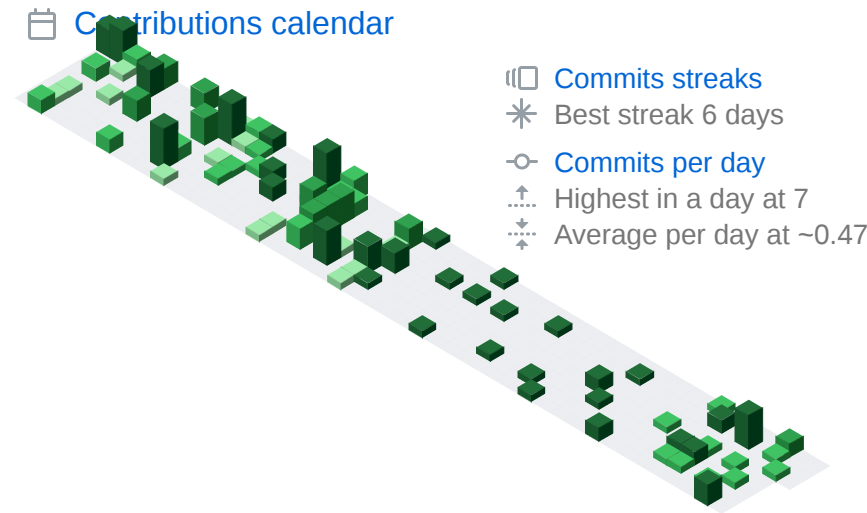 Contributions calendar
Commits streaks
Best streak 6 days
Commits per day
Highest in a day at 7
Average per day at ~0.47